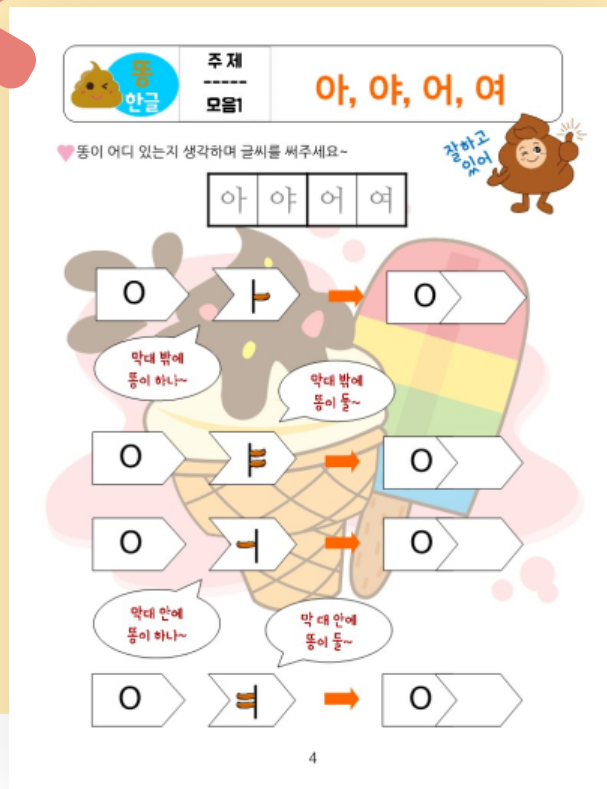 똥
한글
주 제
-----
모음1
아, 야, 어, 여
똥이 어디 있는지 생각하며 글씨를 써주세요~
잘하고
있어
아 야 어 여
ㅇ ㅏ ㅇ
막대 밖에
똥이 하나~
막대 밖에
똥이 둘~
ㅇ ㅑ ㅇ
ㅇ ㅓ ㅇ
막대 안에
똥이 하나~
막 대 안에
똥이 둘~
ㅇ ㅕ ㅇ
4